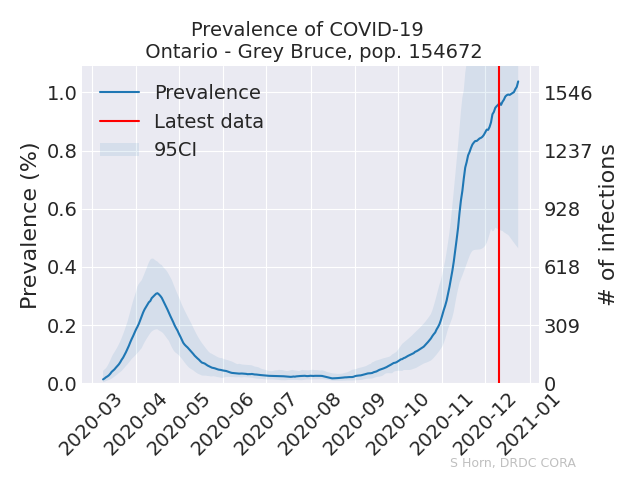 Prevalence of COVID-19
Ontario - Grey Bruce, pop. 154672
Prevalence
Latest data
95CI
Prevalence (%)
1.0
0.8
0.6
0.4
0.2
0.0
1546
1237
928
618
309
0
# of infections
2020-03
2020-04
2020-05
2020-06
2020-07
2020-08
2020-09
2020-10
2020-11
2020-12
2021-01
S Horn, DRDC CORA